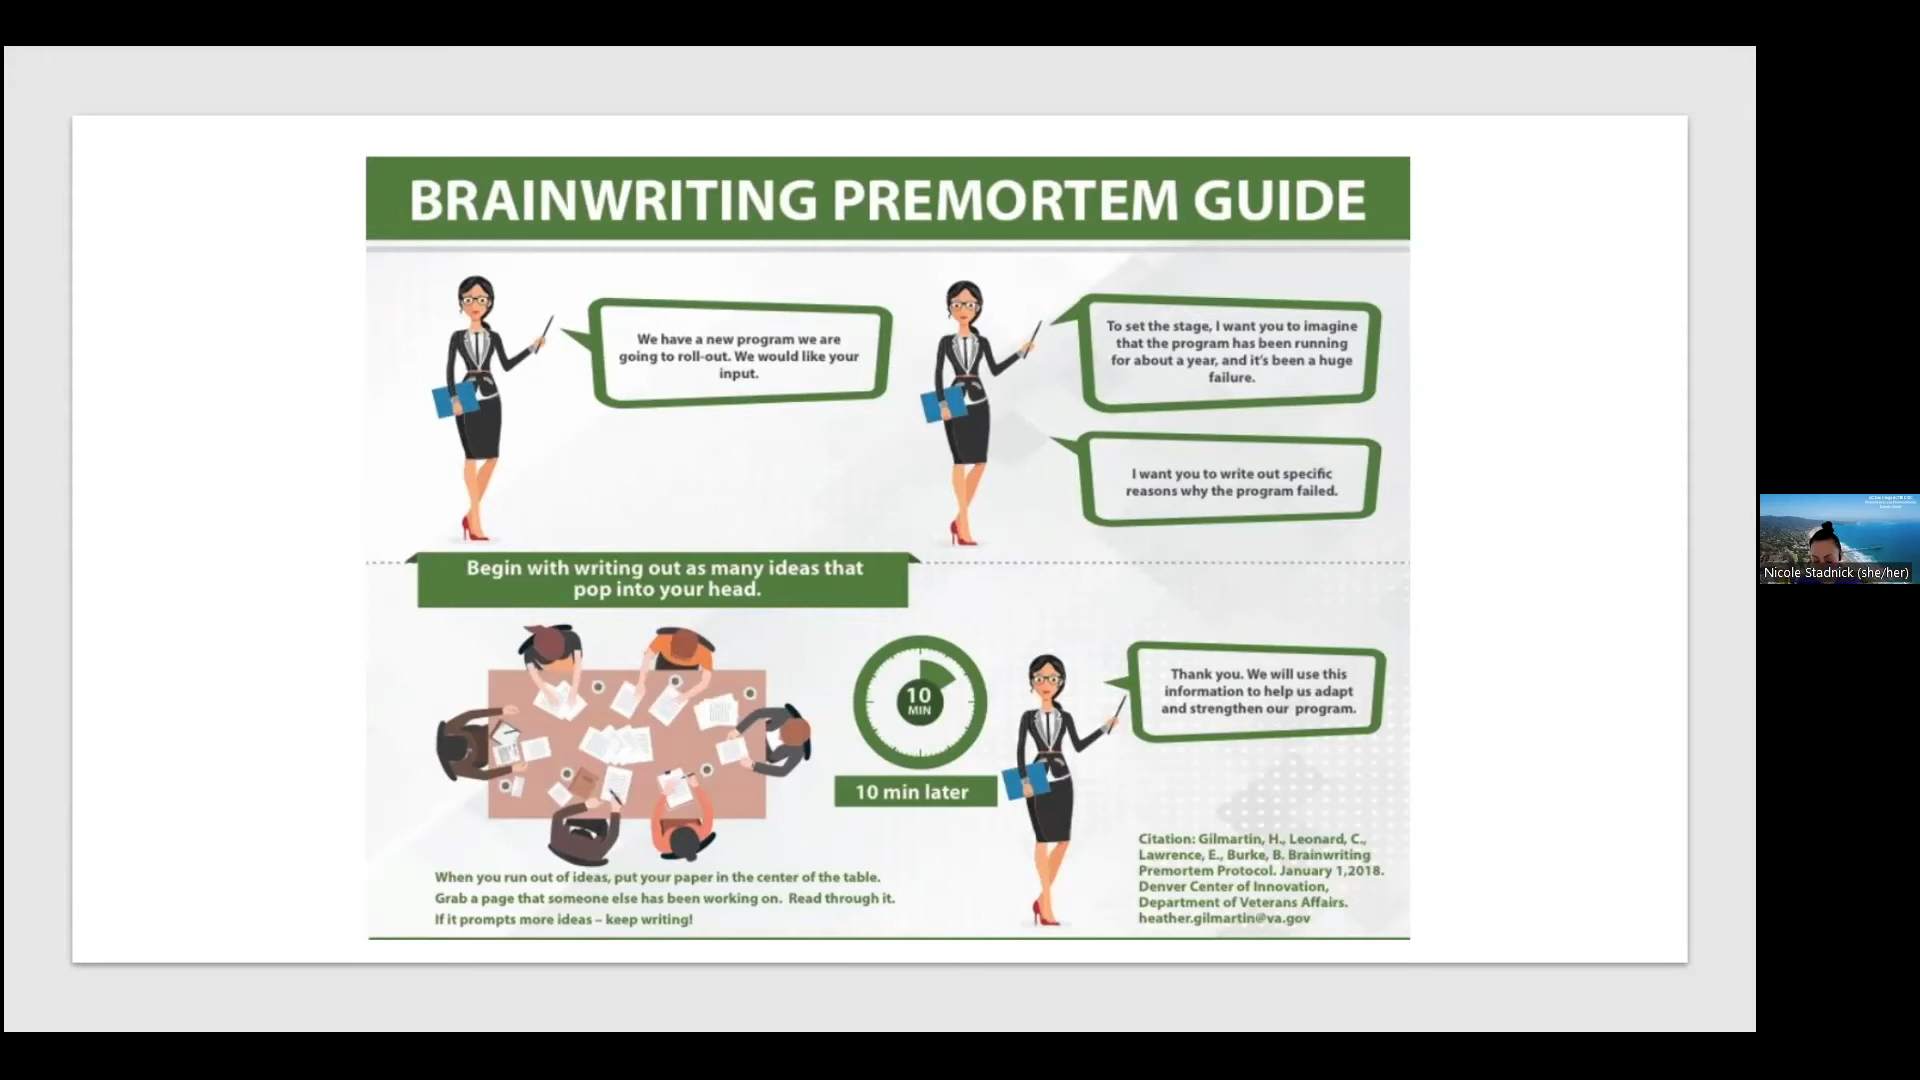 BRAINWRITING PREMORTEM GUIDE
We have a new program we are
going to roll-out. We would like your
input.
To set the stage, I want you to imagine
that the program has been running
for about a year, and it's been a huge
failure.
I want you to write out specific
reasons why the program failed.
Begin with writing out as many ideas that
pop into your head.
10
MIN
10 min later
Thank you. We will use this
information to help us adapt
and strengthen our program.
When you run out of ideas, put your paper in the center of the table.
Grab a page that someone else has been working on. Read through it.
If it prompts more ideas – keep writing!
Citation: Gilmartin, H., Leonard, C.,
Lawrence, E., Burke, B. Brainwriting
Premortem Protocol. January 1,2018.
Denver Center of Innovation,
Department of Veterans Affairs.
heather.gilmartin@va.gov
Nicole Stadnick (she/her)